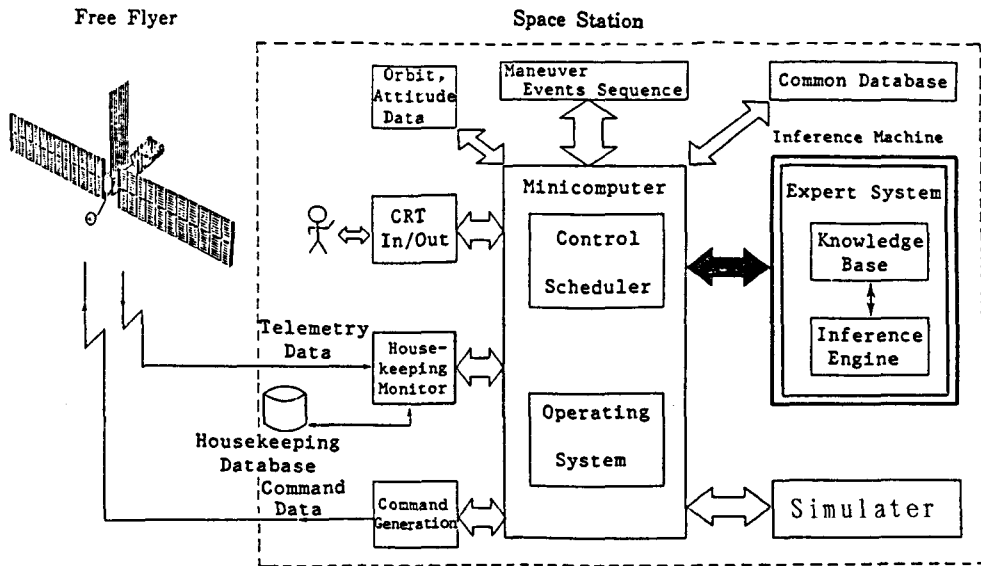 Free Flyer
Space Station
Orbit,
Attitude
Data
Maneuver
Events Sequence
Common Database
Inference Machine
Minicomputer
Expert System
CRT
In/Out
Control
Scheduler
Knowledge
Base
Inference
Engine
Telemetry
Data
House-
keeping
Monitor
Housekeeping
Database
Operating
System
Command
Data
Command
Generation
Simulater